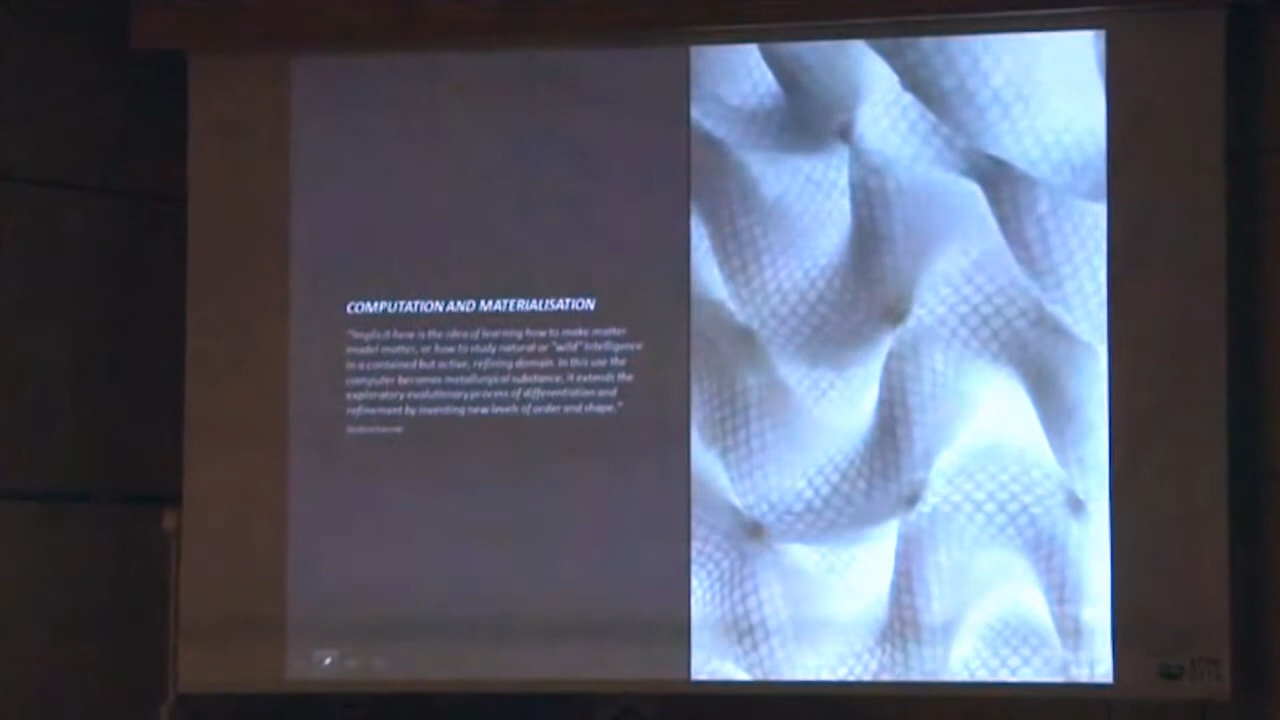 COMPUTATION AND MATERIALISATION
"Implicit here is the idea of learning how to make matter
model matter, or how to study natural or "wild" intelligence
in a contained but active, refining domain. In this use the
computer becomes metallurgical substance, it extends the
exploratory evolutionary process of differentiation and
refinement by inventing new levels of order and shape."